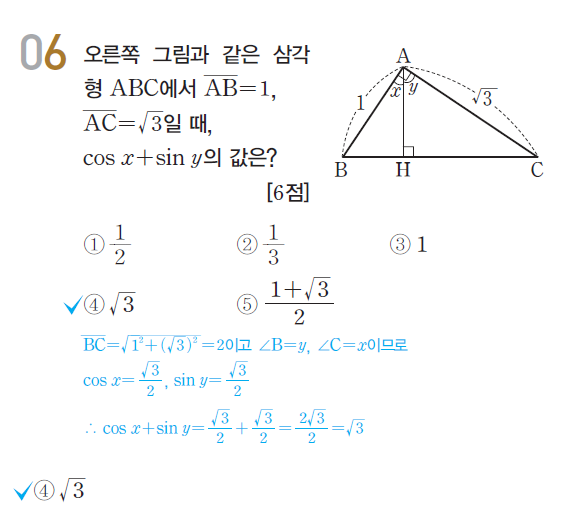 06 오른쪽 그림과 같은 삼각
형 ABC에서 \overline{AB}=1,
\overline{AC}=√3일 때,
cos x+sin y의 값은?
[6점]
A
x y
1
√3
B H C
① 1/2 ② 1/3 ③ 1
✓④ √3 ⑤ (1+√3)/2
\overline{BC}=√(1²+(√3)²)=2이고 ∠B=y, ∠C=x이므로
cos x=√3/2, sin y=√3/2
∴ cos x+sin y=√3/2+√3/2=2√3/2=√3
✓④ √3